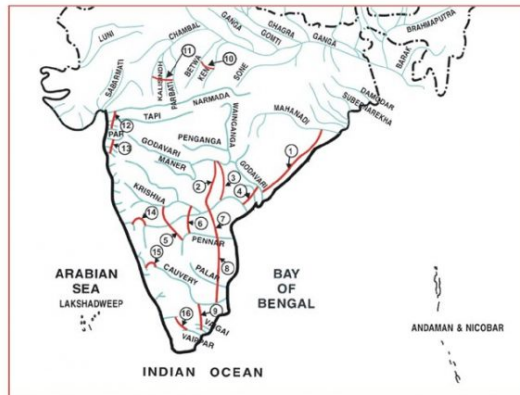 LUNI
CHAMBAL
GANGA
GHAGRA
GOMTI
GANGA
BRAHMAPUTRA
BARAK
SABARMATI
KALISINDH
PARBATI
11
BETWA
KEN
10
SONE
DAMODAR
SUBERNAREKHA
TAPI
NARMADA
WAINGANGA
MAHANADI
12
PAR
13
GODAVARI
MANER
PENGANGA
GODAVARI
1
2
3
4
KRISHNA
14
5
6
7
PENNAR
15
8
PALAR
CAUVERT
ARABIAN
SEA
LAKSHADWEEP
BAY
OF
BENGAL
ANDAMAN & NICOBAR
9
16
VAIGAI
VAIPPAR
INDIAN OCEAN